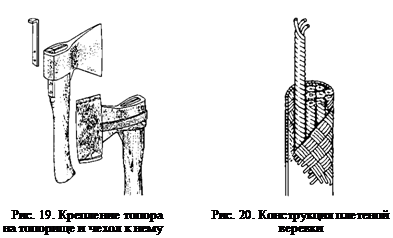 Рис. 19. Крепление топора
на топорище и чехол к нему
Рис. 20. Конструкция плетеной
веревки